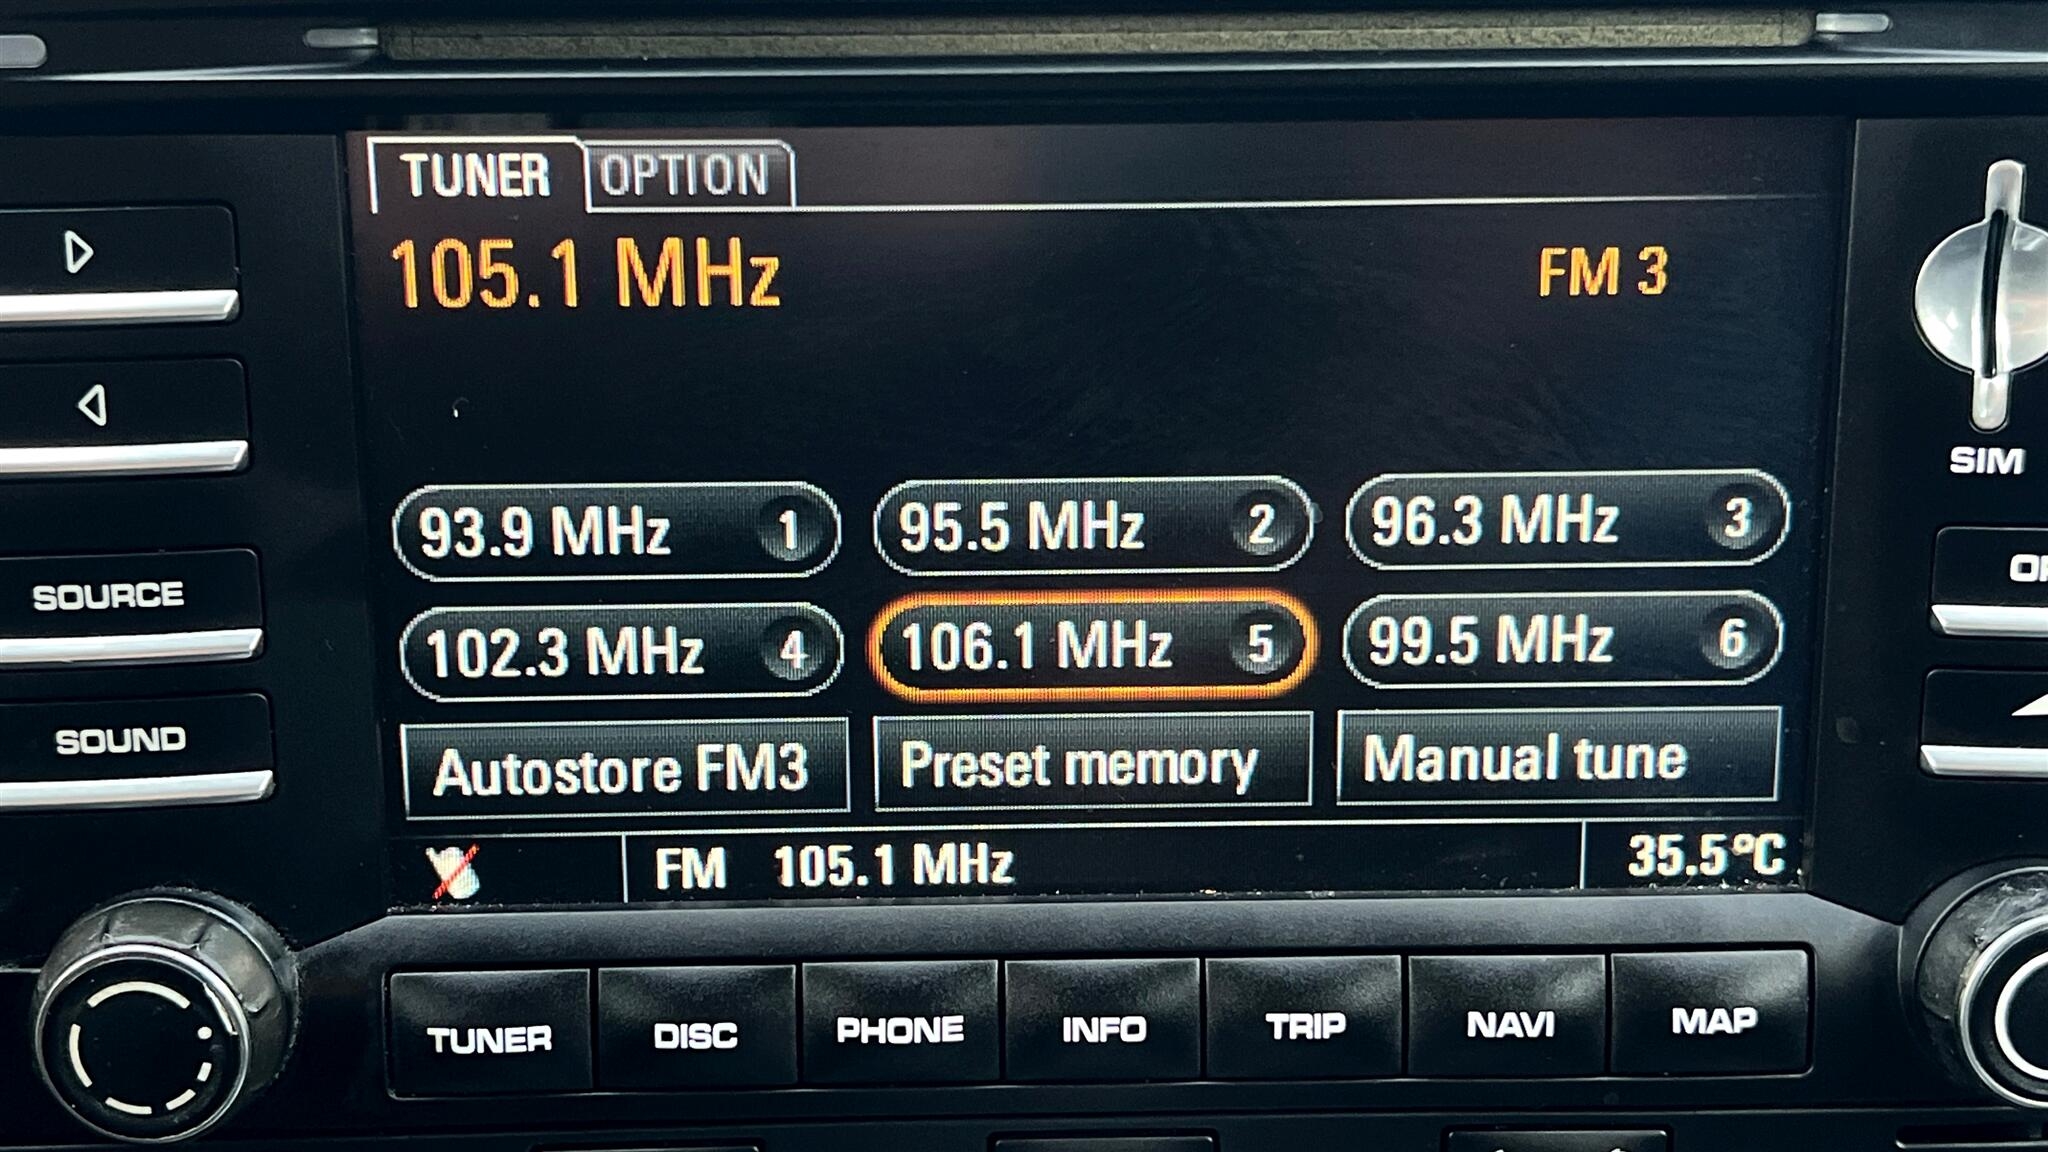 TUNER OPTION
105.1 MHz FM 3
93.9 MHz 1 95.5 MHz 2 96.3 MHz 3
102.3 MHz 4 106.1 MHz 5 99.5 MHz 6
Autostore FM3 Preset memory Manual tune
FM 105.1 MHz 35.5°C
SIM
SOURCE
SOUND
TUNER DISC PHONE INFO TRIP NAVI MAP